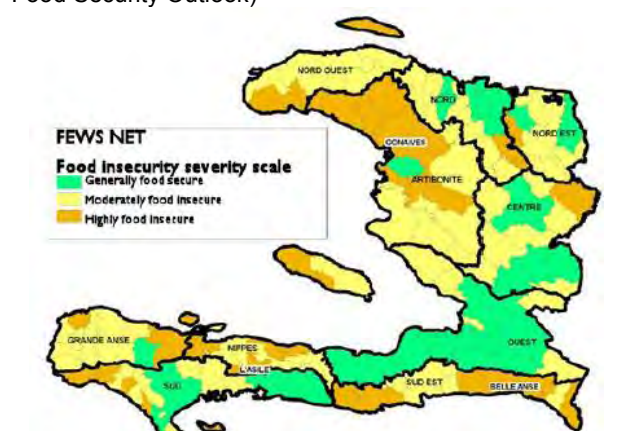 Food Security Outlook)
NORD OUEST
NORD
NORD EST
FEWS NET
Food insecurity severity scale
Generally food secure
Moderately food insecure
Highly food insecure
GONAIVES
ARTIBONITE
CENTRE
OUEST
GRANDE ANSE
NIPPES
L'ASILE
SUD
SUD EST
BELLE ANSE